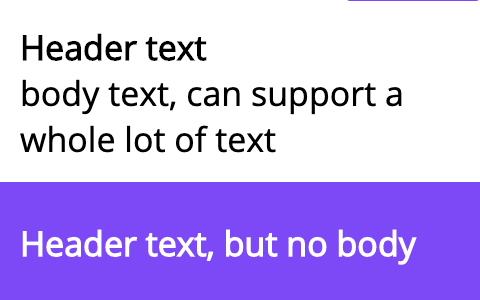 Header text
body text, can support a
whole lot of text
Header text, but no body